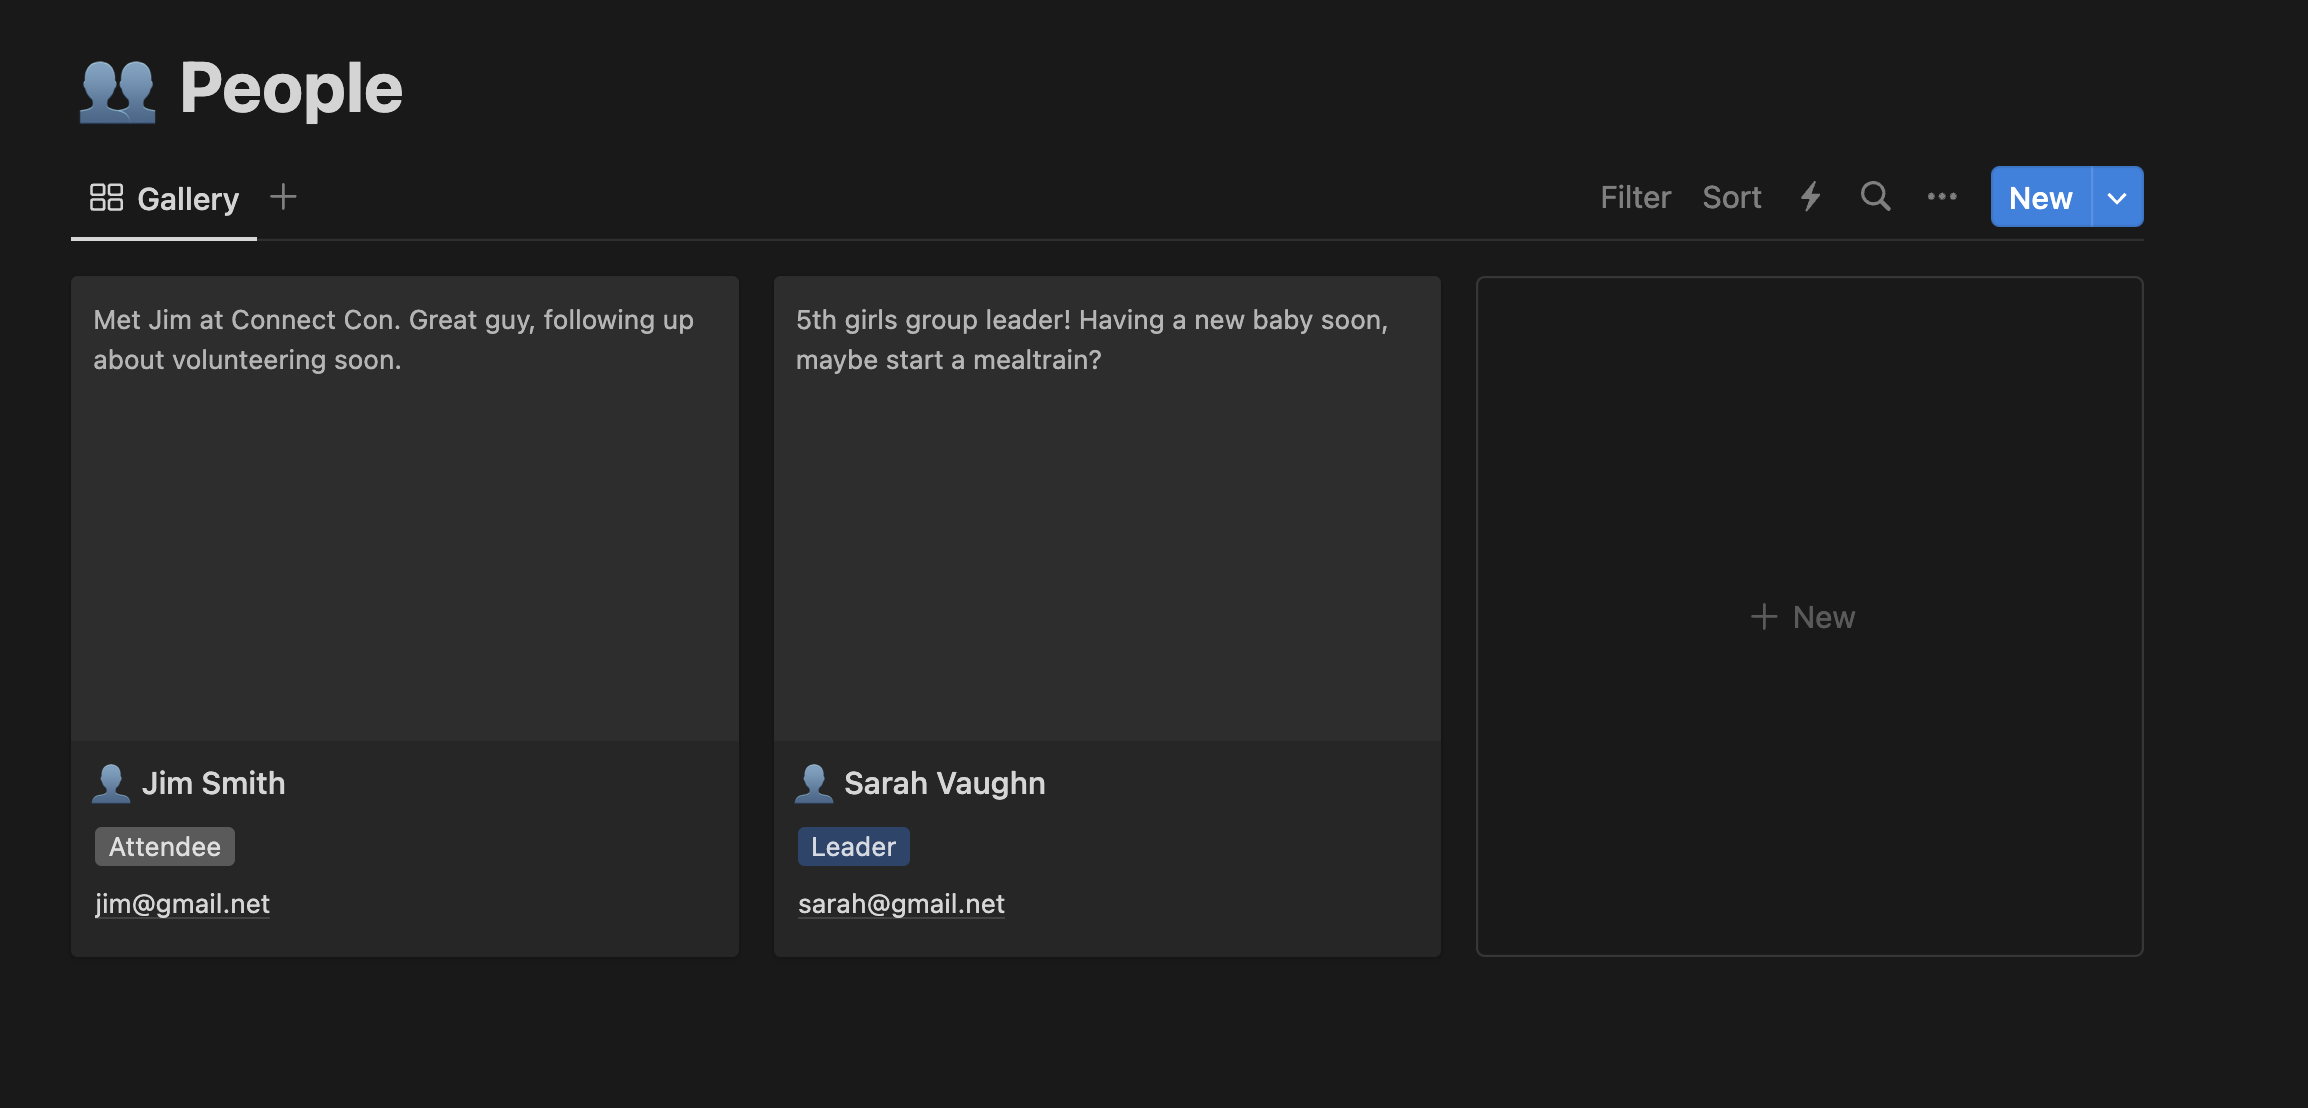 People
Gallery
Filter Sort New
Met Jim at Connect Con. Great guy, following up
about volunteering soon.
Jim Smith
Attendee
jim@gmail.net
5th girls group leader! Having a new baby soon,
maybe start a mealtrain?
Sarah Vaughn
Leader
sarah@gmail.net
+ New